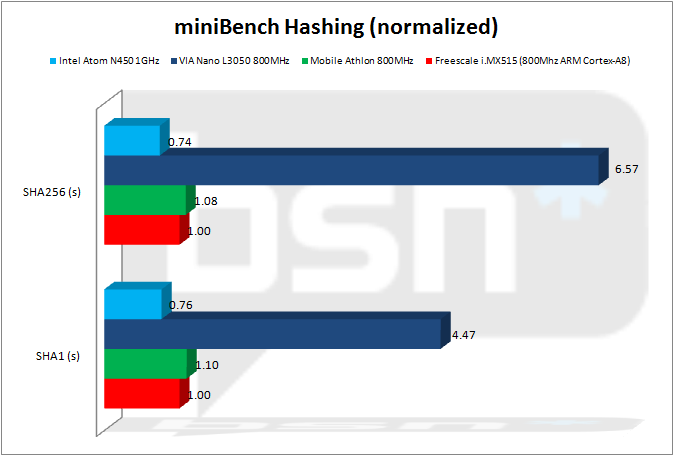 miniBench Hashing (normalized)
Intel Atom N450 1GHz VIA Nano L3050 800MHz Mobile Athlon 800MHz Freescale i.MX515 (800Mhz ARM Cortex-A8)
0.74
SHA256 (s) 6.57
1.08
1.00
0.76
SHA1 (s) 4.47
1.10
1.00
bsn*